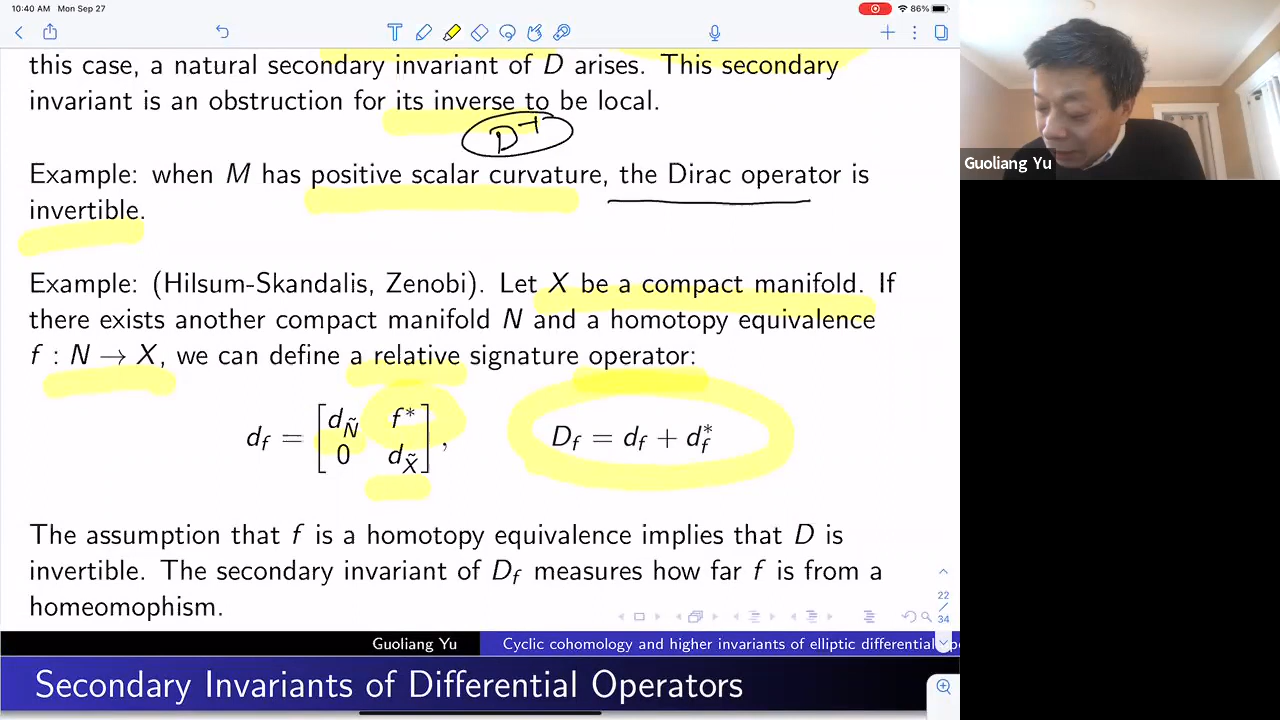 10:40 AM Mon Sep 27
86%
this case, a natural secondary invariant of D arises. This secondary
invariant is an obstruction for its inverse to be local.
D⁻¹
Example: when M has positive scalar curvature, the Dirac operator is
invertible.
Example: (Hilsum-Skandalis, Zenobi). Let X be a compact manifold. If
there exists another compact manifold N and a homotopy equivalence
f : N → X, we can define a relative signature operator:
d_f = [ d_Ñ f* ; 0 d_X̃ ] , D_f = d_f + d_f*
The assumption that f is a homotopy equivalence implies that D is
invertible. The secondary invariant of D_f measures how far f is from a
homeomophism.
22
/
34
Guoliang Yu Cyclic cohomology and higher invariants of elliptic differential
Secondary Invariants of Differential Operators
Guoliang Yu